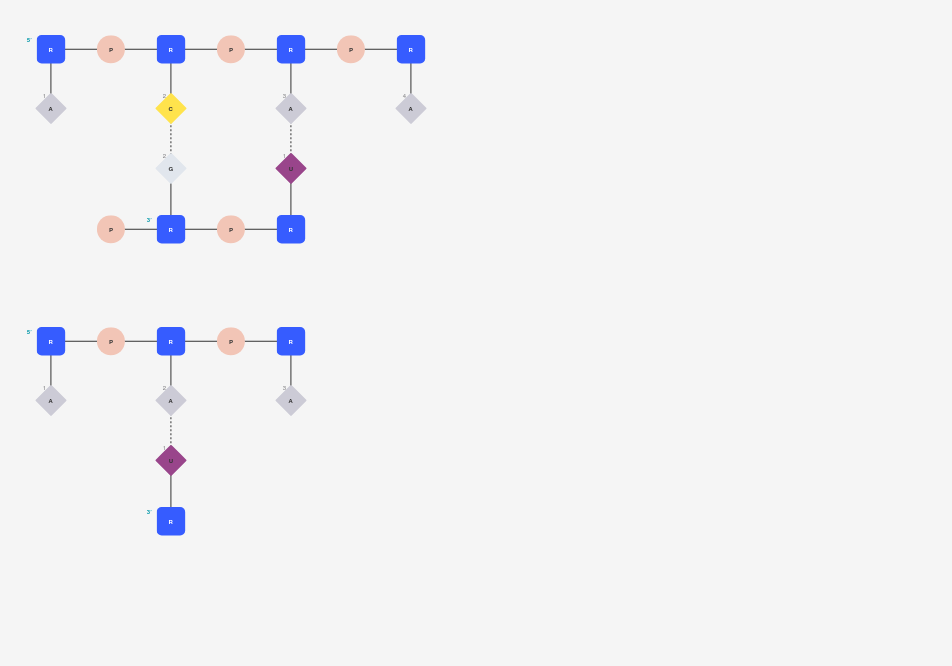 5'
R P R P R P R
1 2 3 4
A C A A
2 1
G U
3'
P R P R
5'
R P R P R
1 2 3
A A A
1
U
3'
R